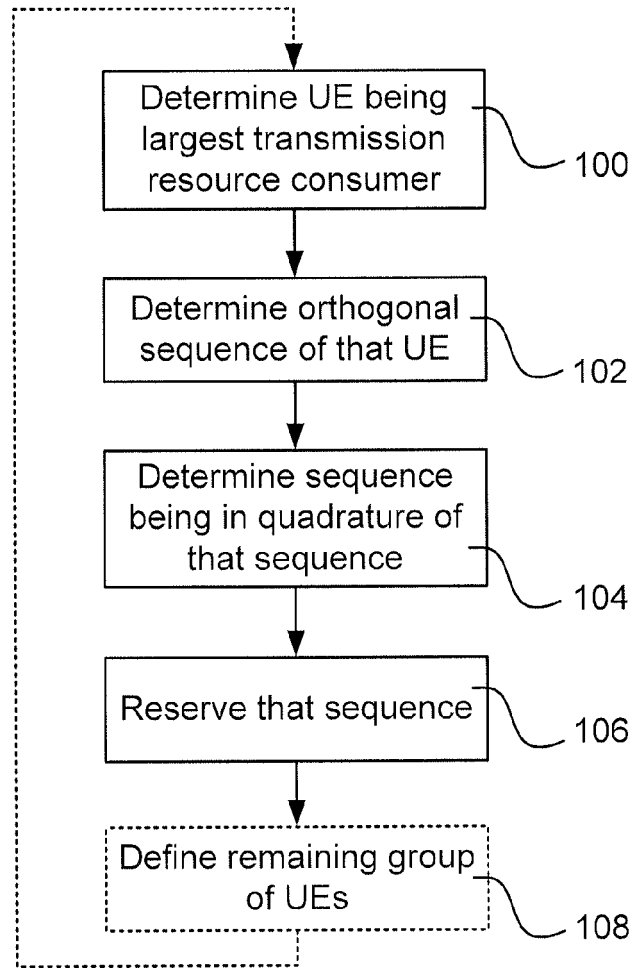 Determine UE being
largest transmission
resource consumer
100
Determine orthogonal
sequence of that UE
102
Determine sequence
being in quadrature of
that sequence
104
Reserve that sequence
106
Define remaining group
of UEs
108